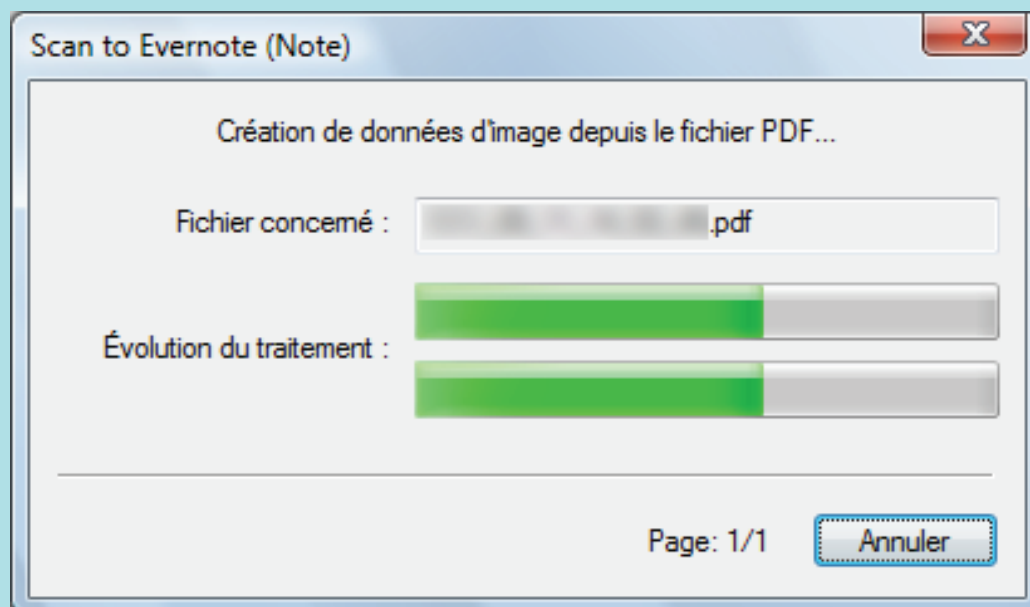 Scan to Evernote (Note)
Création de données d'image depuis le fichier PDF...
Fichier concerné :
.pdf
Évolution du traitement :
Page: 1/1
Annuler